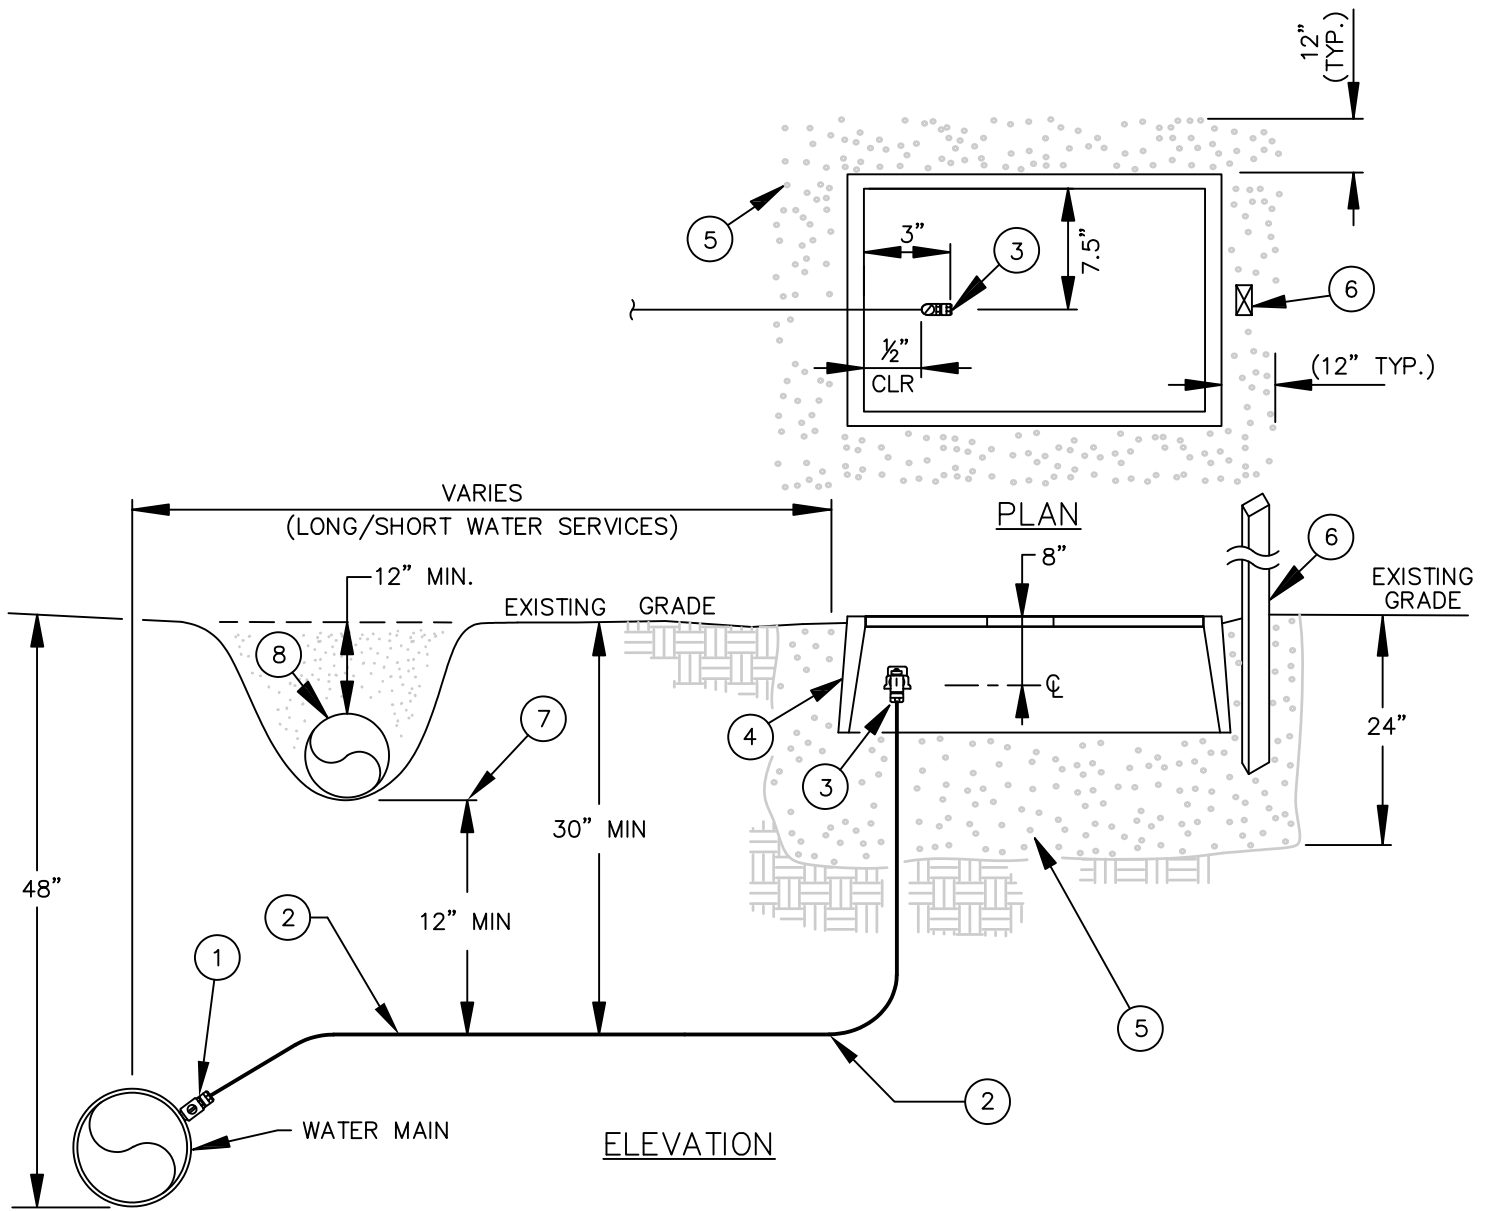 12"
(TYP.)
5
3"
3
7.5"
6
½"
CLR
(12" TYP.)
VARIES
(LONG/SHORT WATER SERVICES)
PLAN
8"
6
12" MIN.
EXISTING GRADE
EXISTING
GRADE
8
7
4
℄
24"
3
30" MIN
48"
2
12" MIN
1
5
2
WATER MAIN
ELEVATION